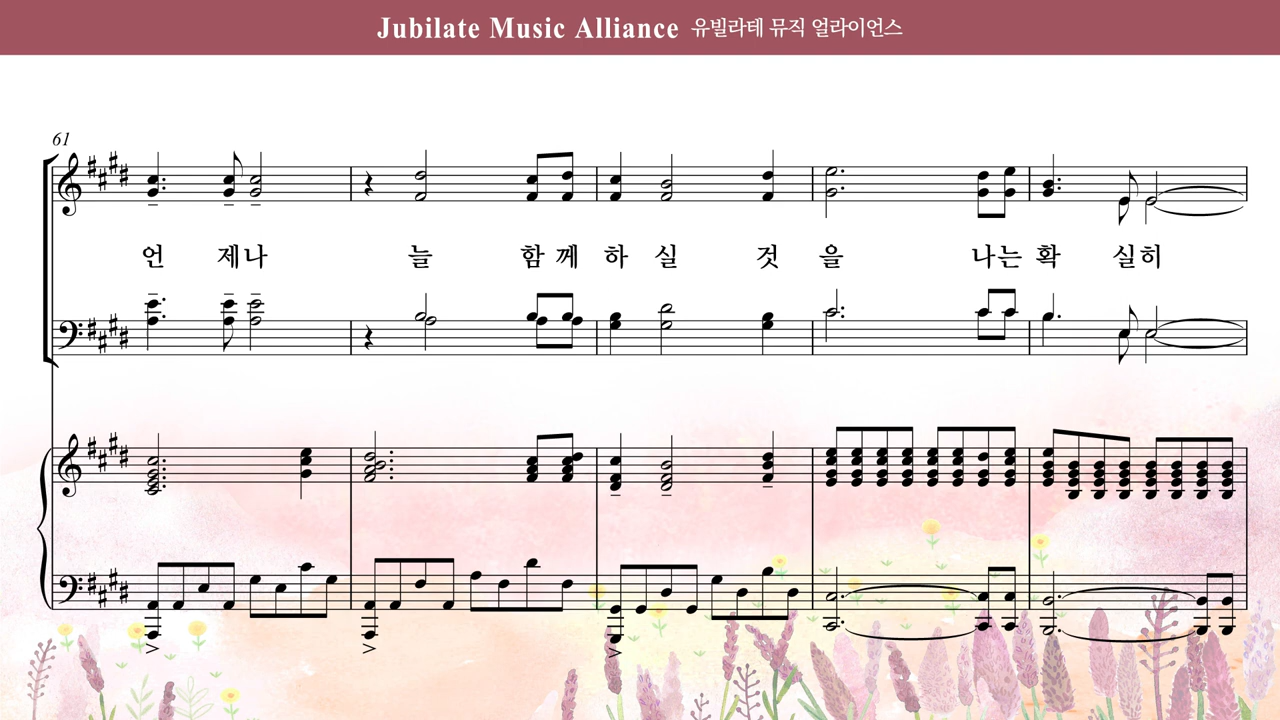 Jubilate Music Alliance 유빌라테 뮤직 얼라이언스
61
언 제나 늘 함 께 하 실 것 을 나는 확 실히